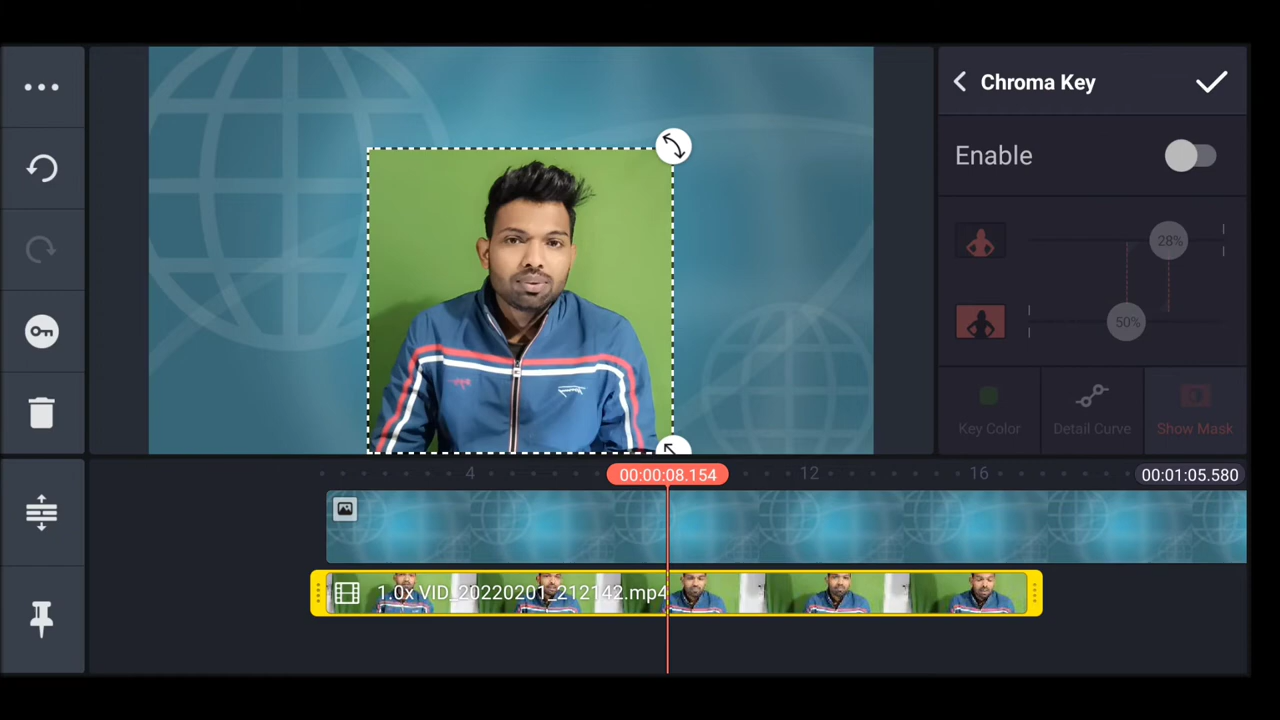 Chroma Key
Enable
28%
50%
Key Color
Detail Curve
Show Mask
4
00:00:08.154
12
16
00:01:05.580
1.0x VID_20220201_212142.mp4